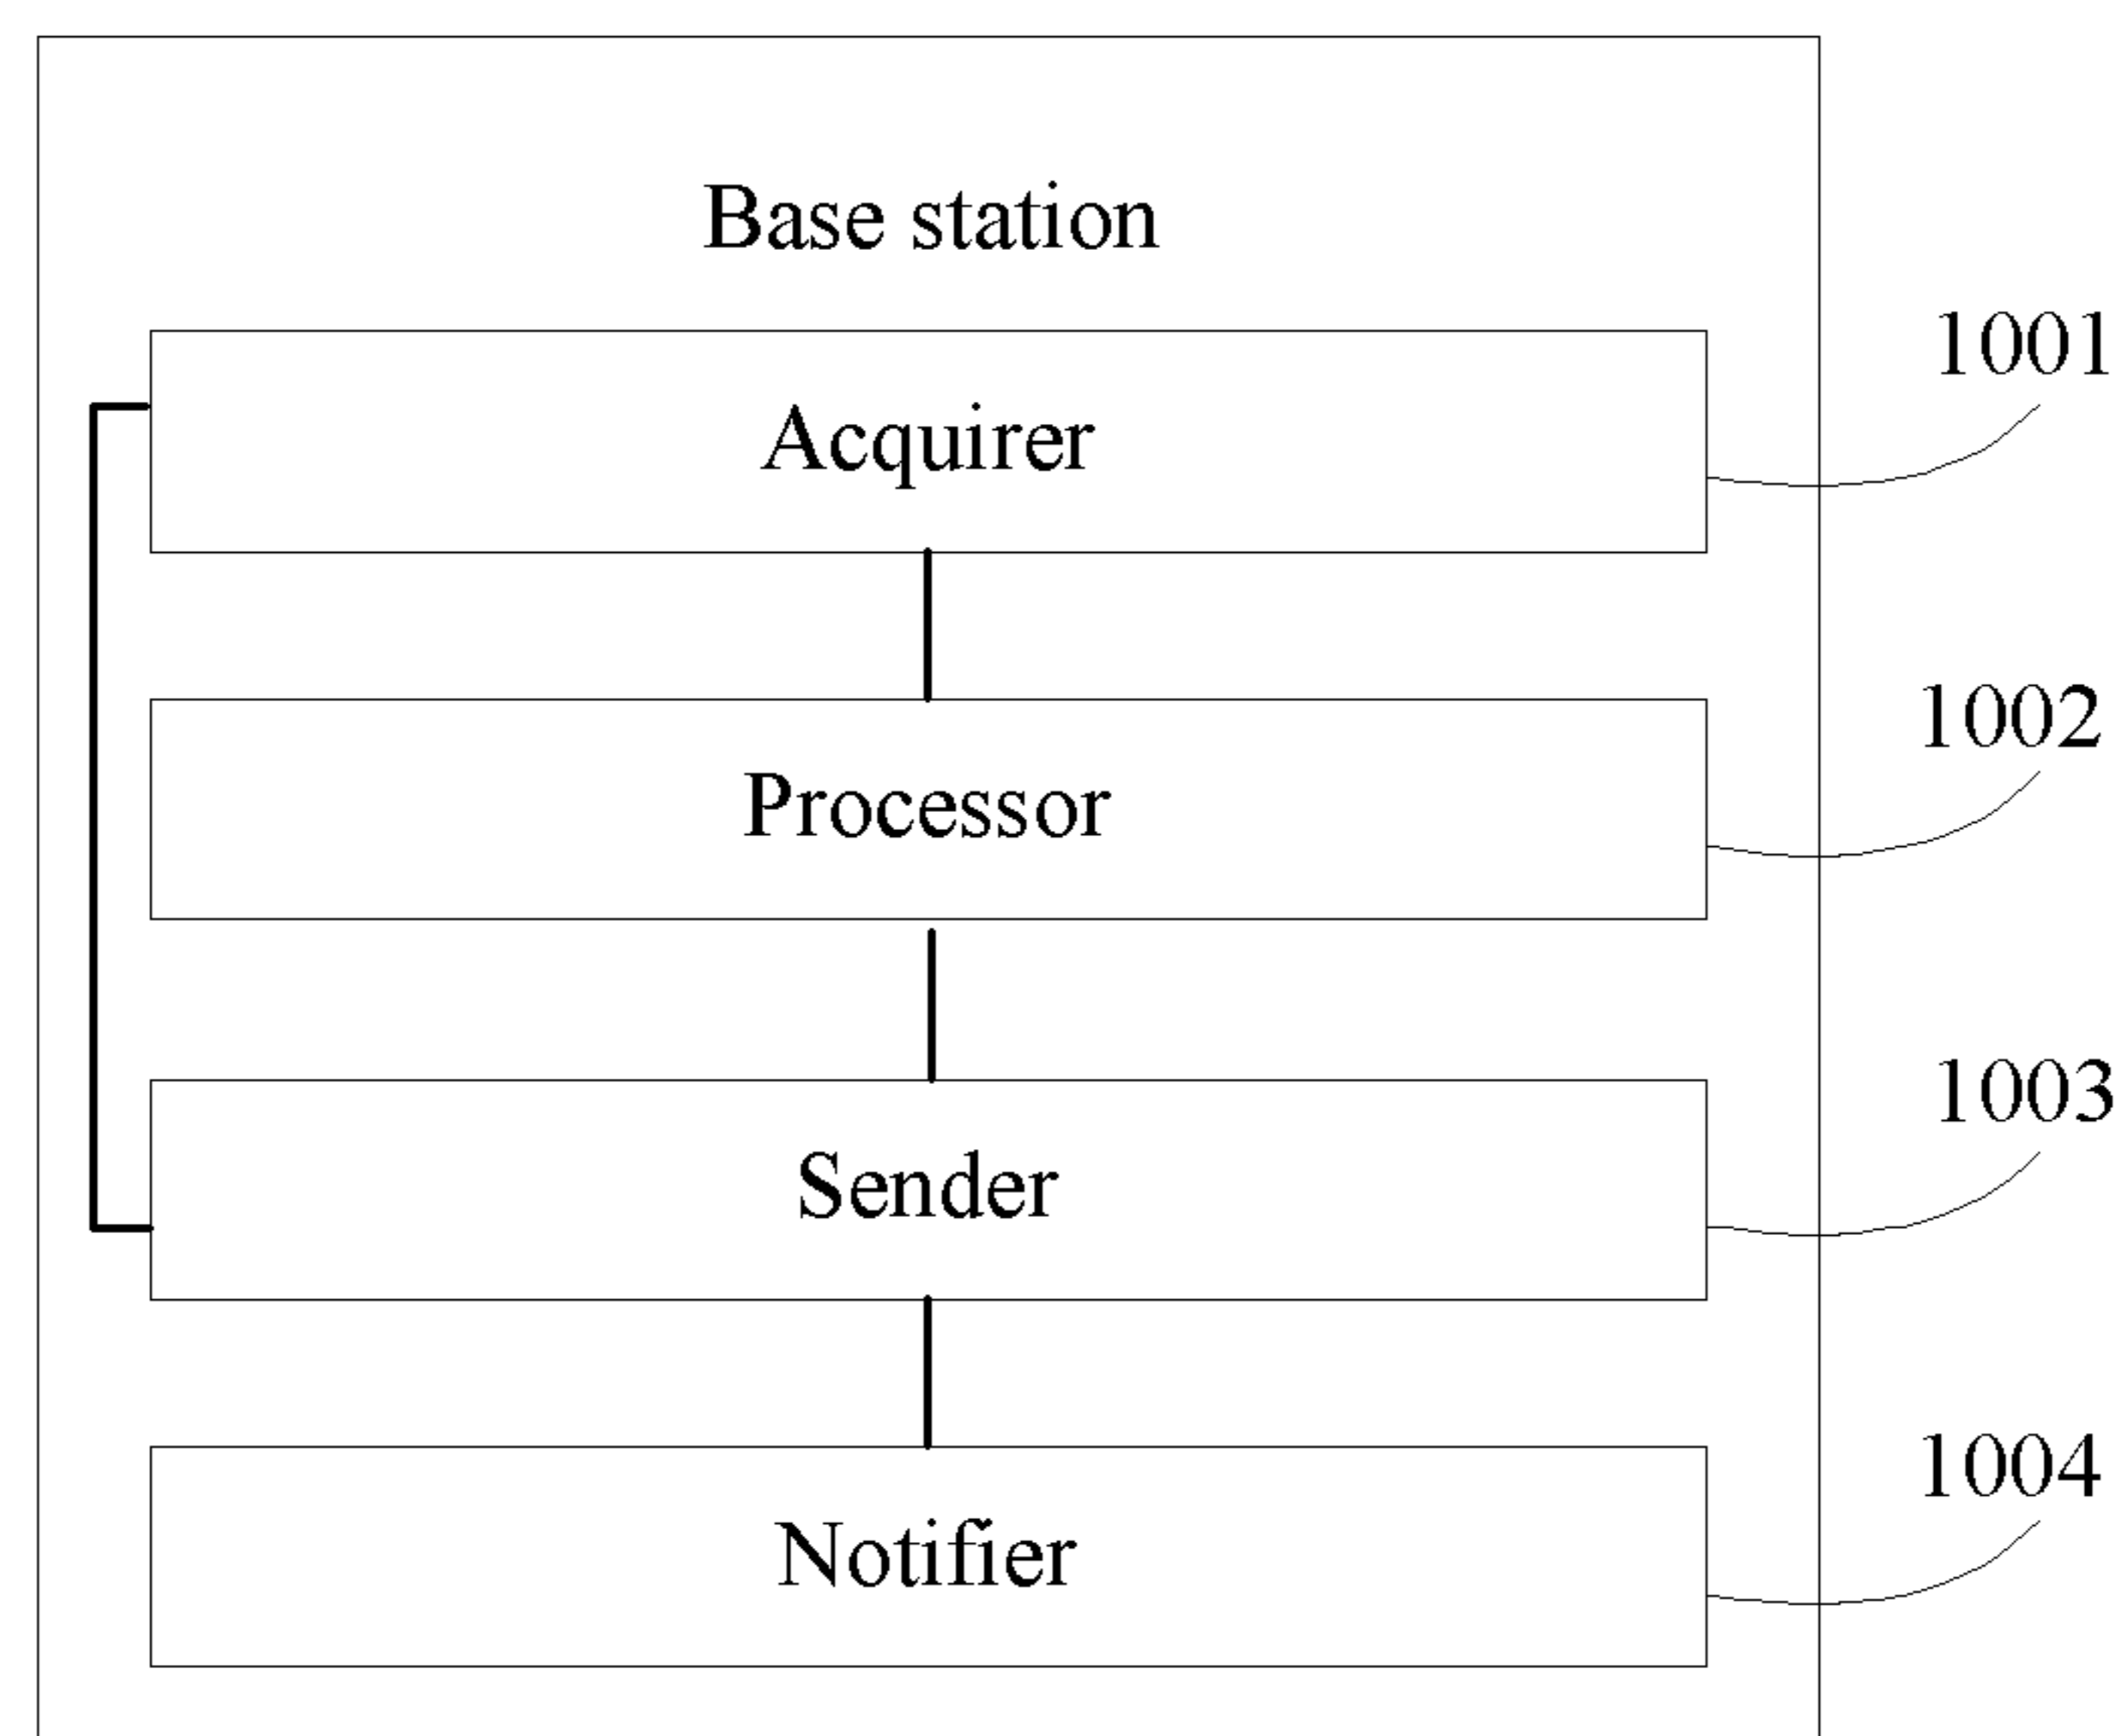 Base station
1001
Acquirer
1002
Processor
1003
Sender
1004
Notifier